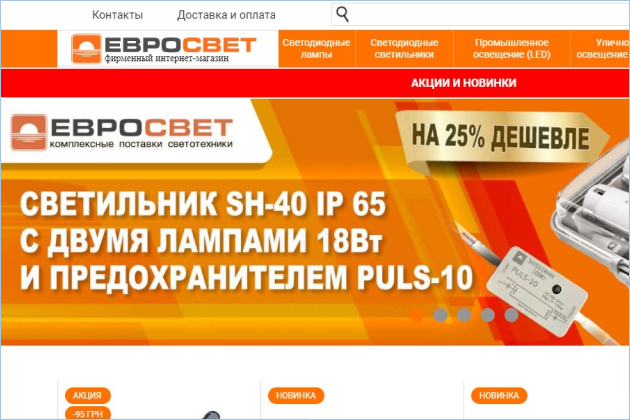 Контакты
Доставка и оплата
ЕВРОСВЕТ
фирменный интернет-магазин
Светодиодные
лампы
Светодиодные
светильники
Промышленное
освещение (LED)
Улично
освещение
АКЦИИ И НОВИНКИ
ЕВРОСВЕТ
комплексные поставки светотехники
НА 25% ДЕШЕВЛЕ
СВЕТИЛЬНИК SH-40 IP 65
С ДВУМЯ ЛАМПАМИ 18Вт
И ПРЕДОХРАНИТЕЛЕМ PULS-10
PULS-10
АКЦИЯ
-95 ГРН
НОВИНКА
НОВИНКА